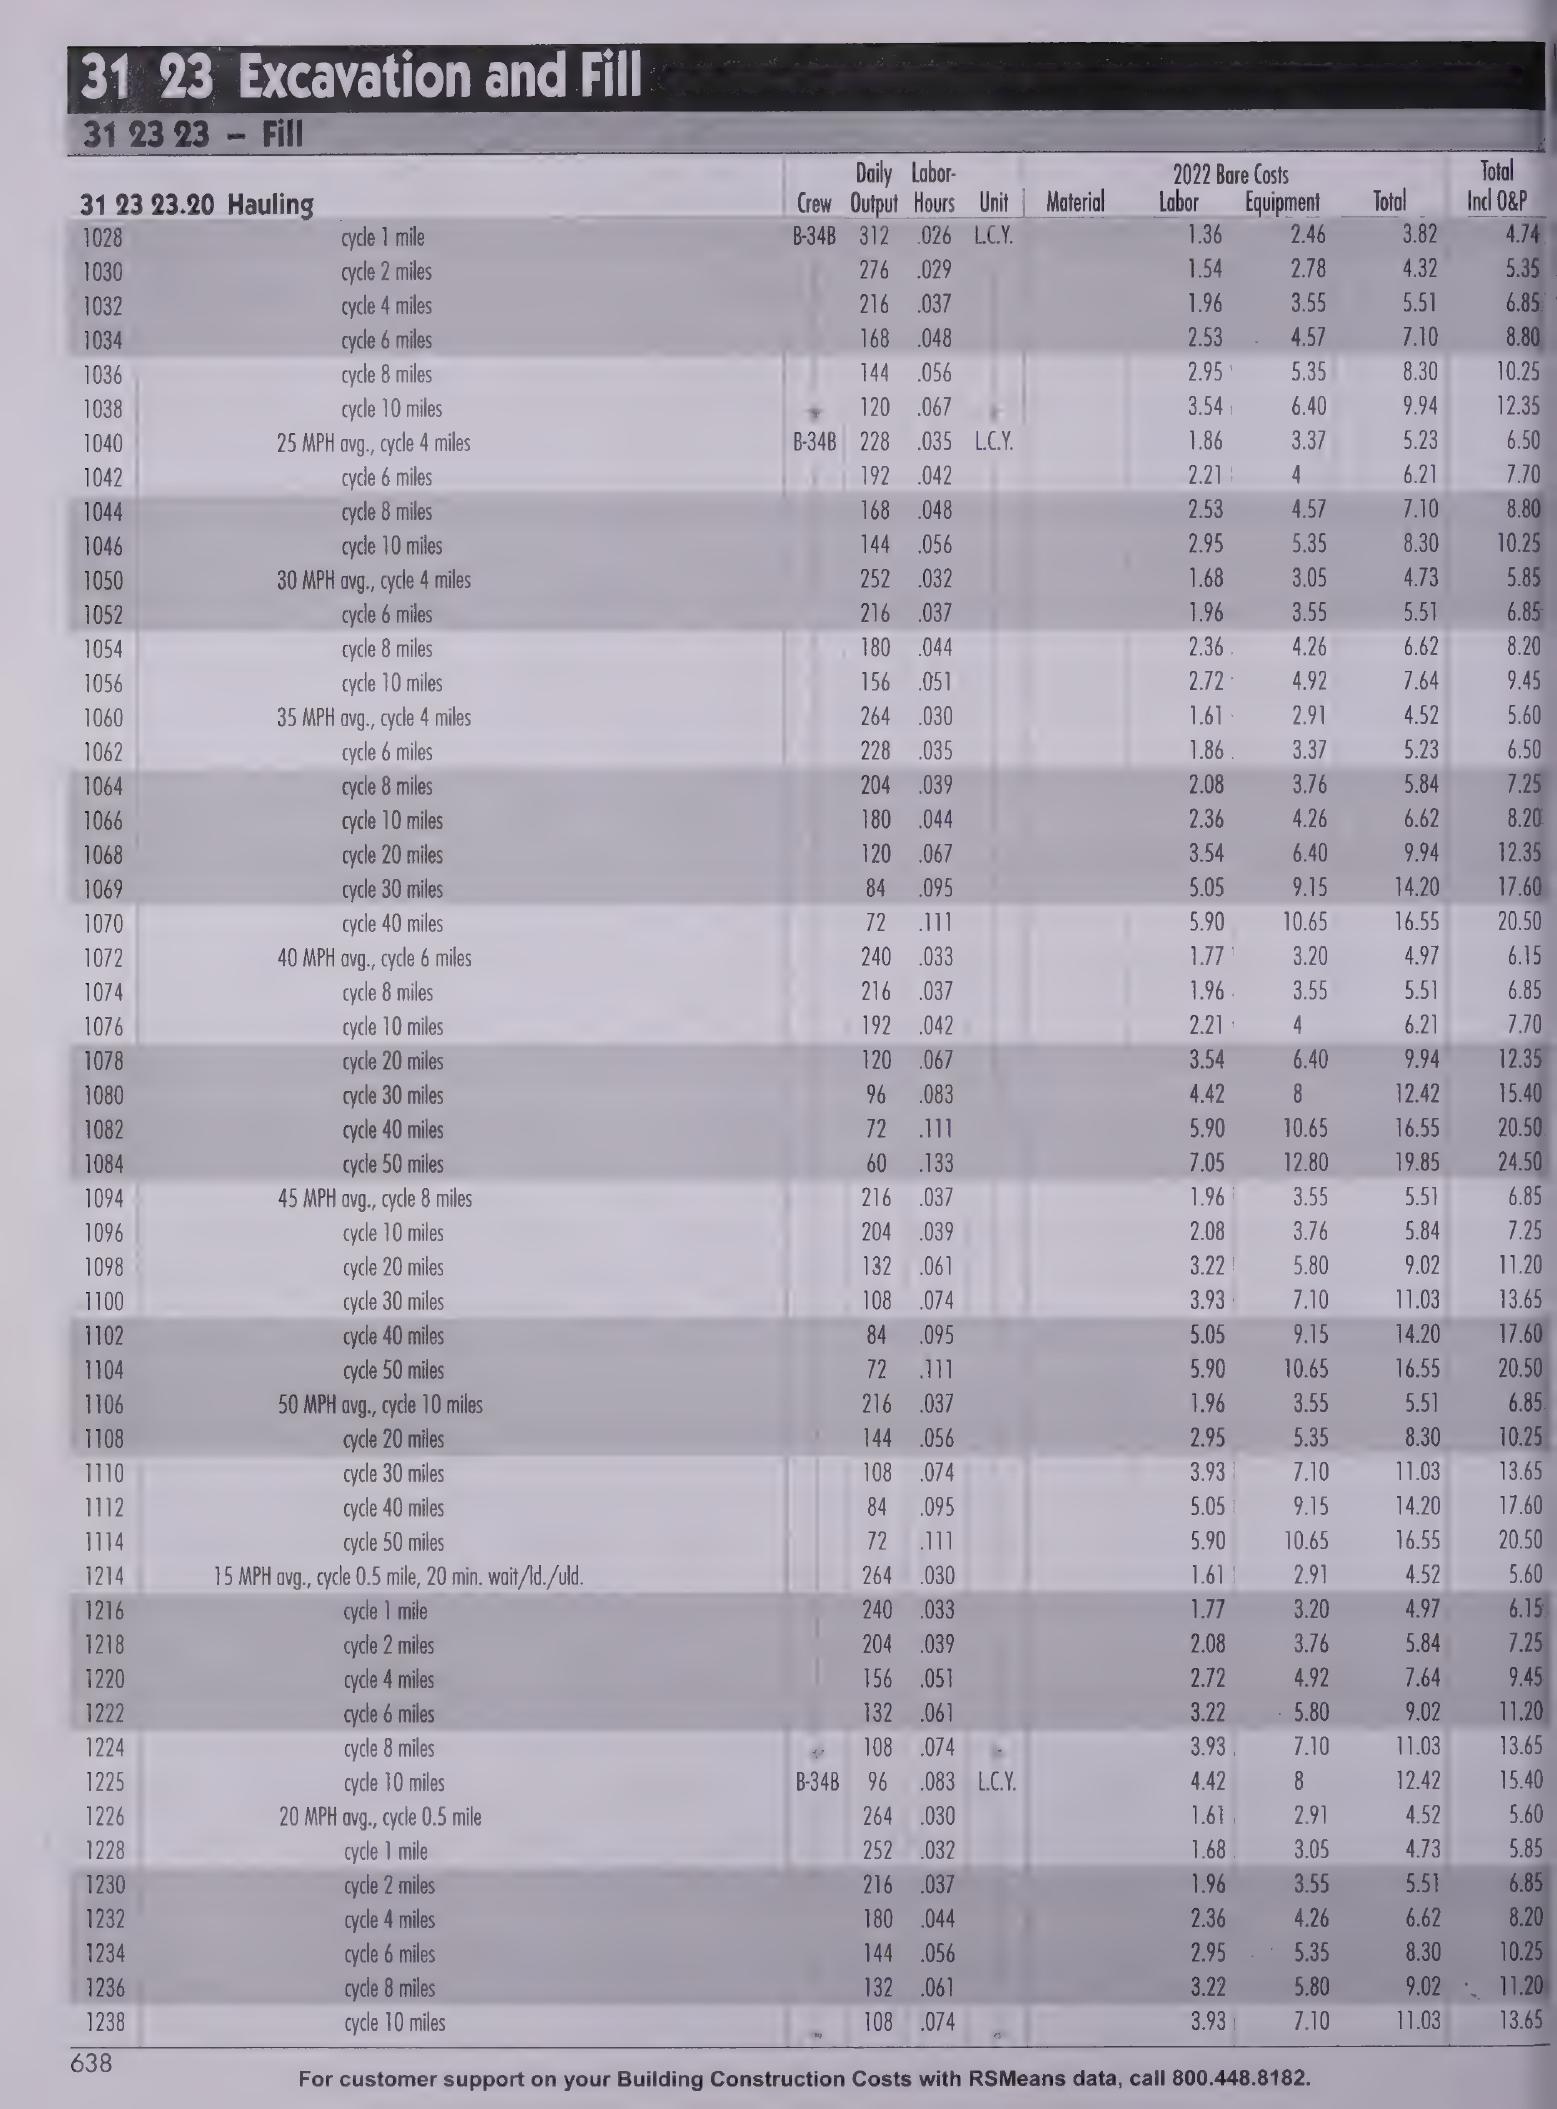 31 23 Excavation and Fill
31 23 23 – Fill
Daily Labor- 2022 Bare Costs Total
31 23 23.20 Hauling Crew Output Hours Unit Material Labor Equipment Total Incl O&P
1028 cycle 1 mile B-34B 312 .026 L.C.Y. 1.36 2.46 3.82 4.74
1030 cycle 2 miles 276 .029 1.54 2.78 4.32 5.35
1032 cycle 4 miles 216 .037 1.96 3.55 5.51 6.85
1034 cycle 6 miles 168 .048 2.53 4.57 7.10 8.80
1036 cycle 8 miles 144 .056 2.95 5.35 8.30 10.25
1038 cycle 10 miles 120 .067 3.54 6.40 9.94 12.35
1040 25 MPH avg., cycle 4 miles B-34B 228 .035 L.C.Y. 1.86 3.37 5.23 6.50
1042 cycle 6 miles 192 .042 2.21 4 6.21 7.70
1044 cycle 8 miles 168 .048 2.53 4.57 7.10 8.80
1046 cycle 10 miles 144 .056 2.95 5.35 8.30 10.25
1050 30 MPH avg., cycle 4 miles 252 .032 1.68 3.05 4.73 5.85
1052 cycle 6 miles 216 .037 1.96 3.55 5.51 6.85
1054 cycle 8 miles 180 .044 2.36 4.26 6.62 8.20
1056 cycle 10 miles 156 .051 2.72 4.92 7.64 9.45
1060 35 MPH avg., cycle 4 miles 264 .030 1.61 2.91 4.52 5.60
1062 cycle 6 miles 228 .035 1.86 3.37 5.23 6.50
1064 cycle 8 miles 204 .039 2.08 3.76 5.84 7.25
1066 cycle 10 miles 180 .044 2.36 4.26 6.62 8.20
1068 cycle 20 miles 120 .067 3.54 6.40 9.94 12.35
1069 cycle 30 miles 84 .095 5.05 9.15 14.20 17.60
1070 cycle 40 miles 72 .111 5.90 10.65 16.55 20.50
1072 40 MPH avg., cycle 6 miles 240 .033 1.77 3.20 4.97 6.15
1074 cycle 8 miles 216 .037 1.96 3.55 5.51 6.85
1076 cycle 10 miles 192 .042 2.21 4 6.21 7.70
1078 cycle 20 miles 120 .067 3.54 6.40 9.94 12.35
1080 cycle 30 miles 96 .083 4.42 8 12.42 15.40
1082 cycle 40 miles 72 .111 5.90 10.65 16.55 20.50
1084 cycle 50 miles 60 .133 7.05 12.80 19.85 24.50
1094 45 MPH avg., cycle 8 miles 216 .037 1.96 3.55 5.51 6.85
1096 cycle 10 miles 204 .039 2.08 3.76 5.84 7.25
1098 cycle 20 miles 132 .061 3.22 5.80 9.02 11.20
1100 cycle 30 miles 108 .074 3.93 7.10 11.03 13.65
1102 cycle 40 miles 84 .095 5.05 9.15 14.20 17.60
1104 cycle 50 miles 72 .111 5.90 10.65 16.55 20.50
1106 50 MPH avg., cycle 10 miles 216 .037 1.96 3.55 5.51 6.85
1108 cycle 20 miles 144 .056 2.95 5.35 8.30 10.25
1110 cycle 30 miles 108 .074 3.93 7.10 11.03 13.65
1112 cycle 40 miles 84 .095 5.05 9.15 14.20 17.60
1114 cycle 50 miles 72 .111 5.90 10.65 16.55 20.50
1214 15 MPH avg., cycle 0.5 mile, 20 min. wait/ld./uld. 264 .030 1.61 2.91 4.52 5.60
1216 cycle 1 mile 240 .033 1.77 3.20 4.97 6.15
1218 cycle 2 miles 204 .039 2.08 3.76 5.84 7.25
1220 cycle 4 miles 156 .051 2.72 4.92 7.64 9.45
1222 cycle 6 miles 132 .061 3.22 5.80 9.02 11.20
1224 cycle 8 miles 108 .074 3.93 7.10 11.03 13.65
1225 cycle 10 miles B-34B 96 .083 L.C.Y. 4.42 8 12.42 15.40
1226 20 MPH avg., cycle 0.5 mile 264 .030 1.61 2.91 4.52 5.60
1228 cycle 1 mile 252 .032 1.68 3.05 4.73 5.85
1230 cycle 2 miles 216 .037 1.96 3.55 5.51 6.85
1232 cycle 4 miles 180 .044 2.36 4.26 6.62 8.20
1234 cycle 6 miles 144 .056 2.95 5.35 8.30 10.25
1236 cycle 8 miles 132 .061 3.22 5.80 9.02 11.20
1238 cycle 10 miles 108 .074 3.93 7.10 11.03 13.65
638
For customer support on your Building Construction Costs with RSMeans data, call 800.448.8182.